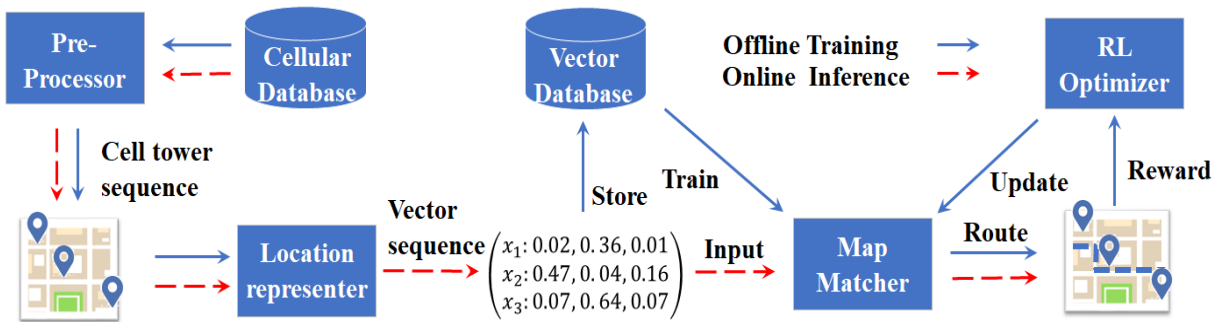 Pre-
Processor
Cellular
Database
Vector
Database
Offline Training
Online Inference
RL
Optimizer
Cell tower
sequence
Store
Train
Update
Reward
Location
representer
Vector
sequence
x₁: 0.02, 0.36, 0.01
x₂: 0.47, 0.04, 0.16
x₃: 0.07, 0.64, 0.07
Input
Map
Matcher
Route